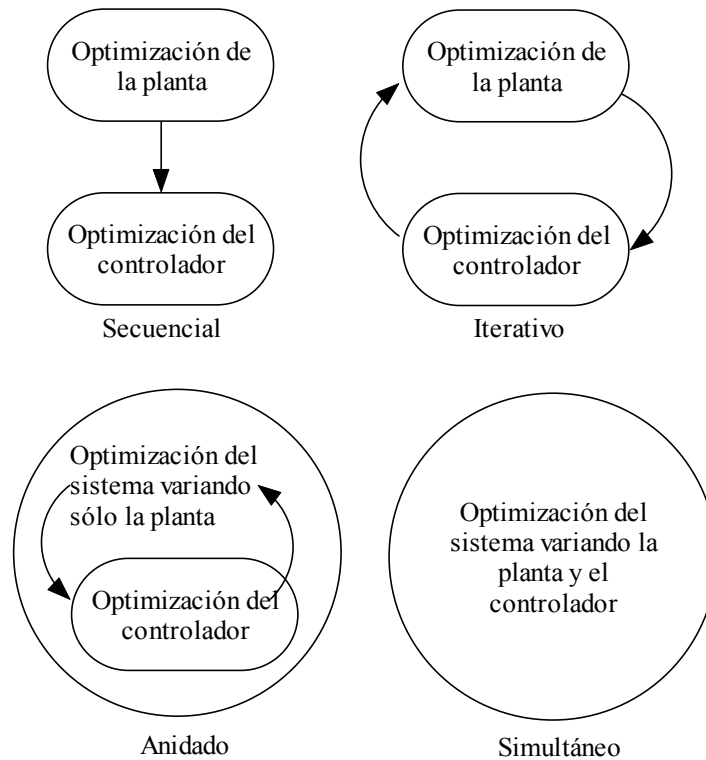 Optimización de
la planta
Optimización del
controlador
Secuencial
Optimización de
la planta
Optimización del
controlador
Iterativo
Optimización del
sistema variando
sólo la planta
Optimización del
controlador
Anidado
Optimización del
sistema variando la
planta y el
controlador
Simultáneo